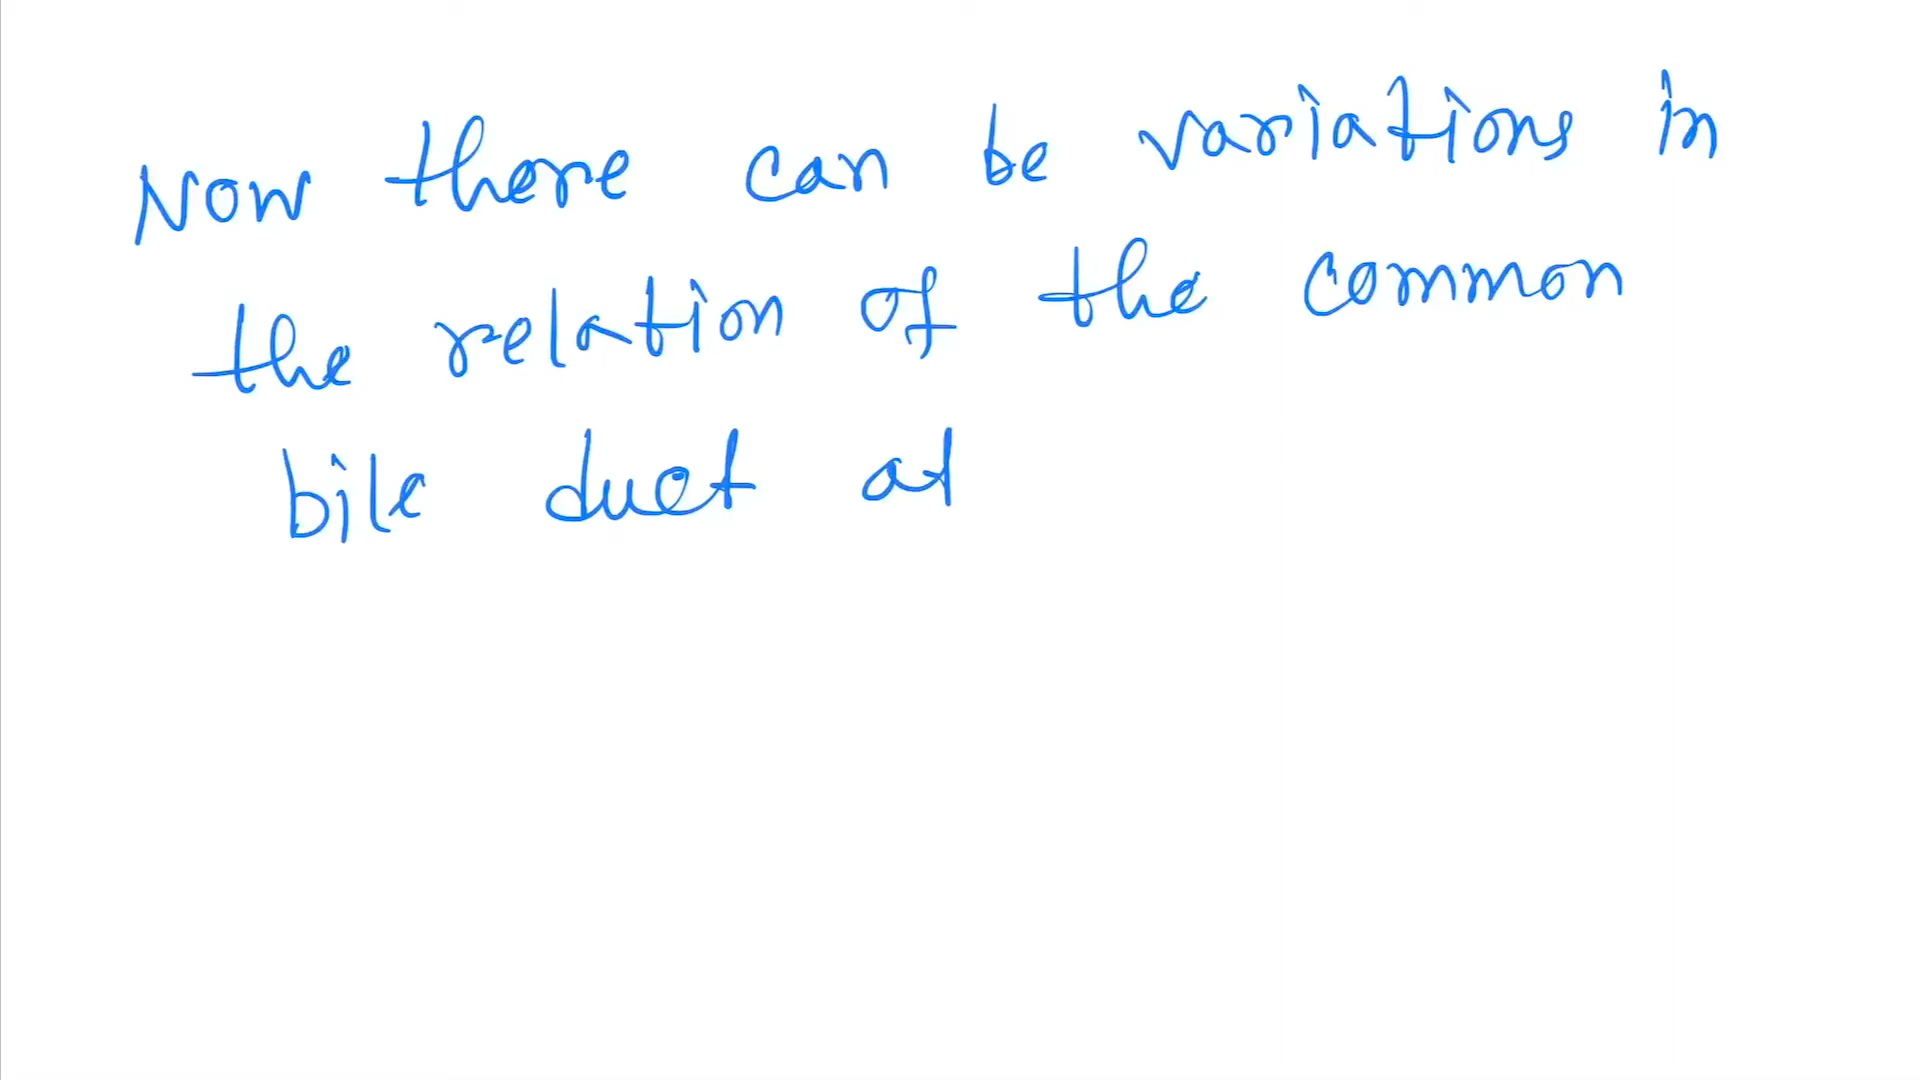 Now there can be variations in
the relation of the common
bile duct at